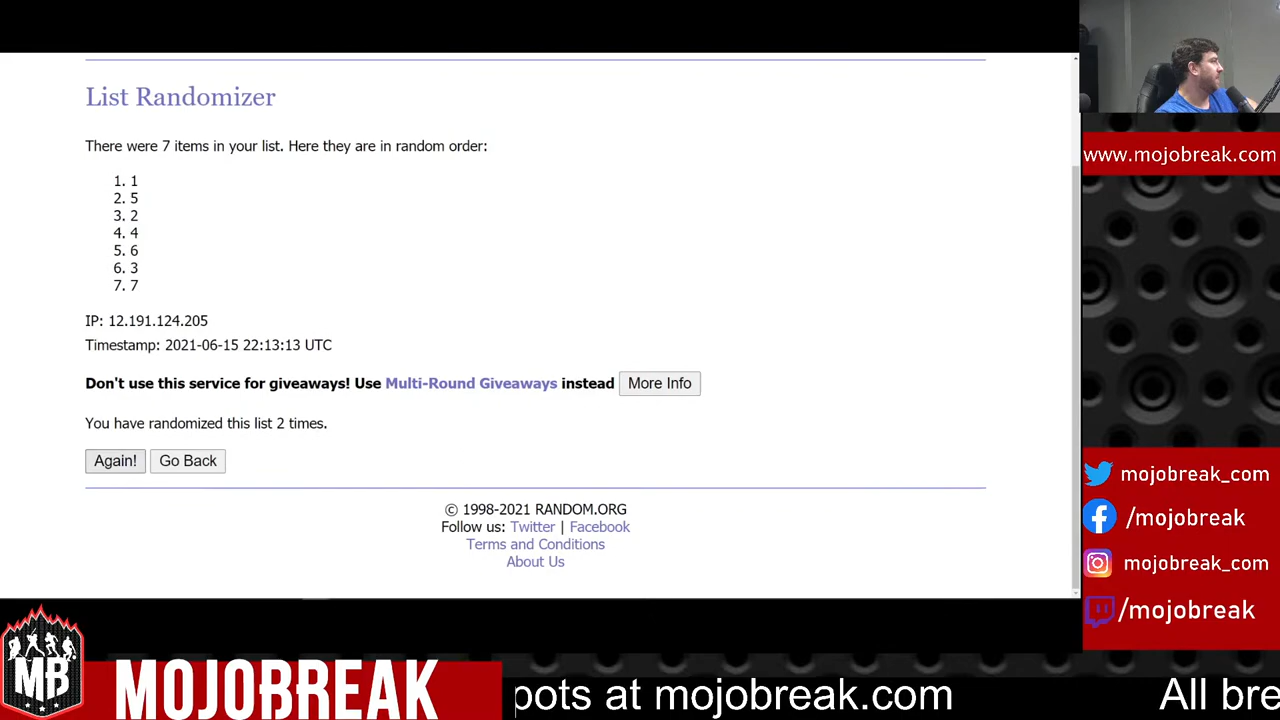 List Randomizer
There were 7 items in your list. Here they are in random order:
1. 1
2. 5
3. 2
4. 4
5. 6
6. 3
7. 7
IP: 12.191.124.205
Timestamp: 2021-06-15 22:13:13 UTC
Don't use this service for giveaways! Use Multi-Round Giveaways instead More Info
You have randomized this list 2 times.
Again! Go Back
© 1998-2021 RANDOM.ORG
Follow us: Twitter | Facebook
Terms and Conditions
About Us
www.mojobreak.com
mojobreak_com
/mojobreak
mojobreak_com
/mojobreak
MB
MOJOBREAK
pots at mojobreak.com All bre